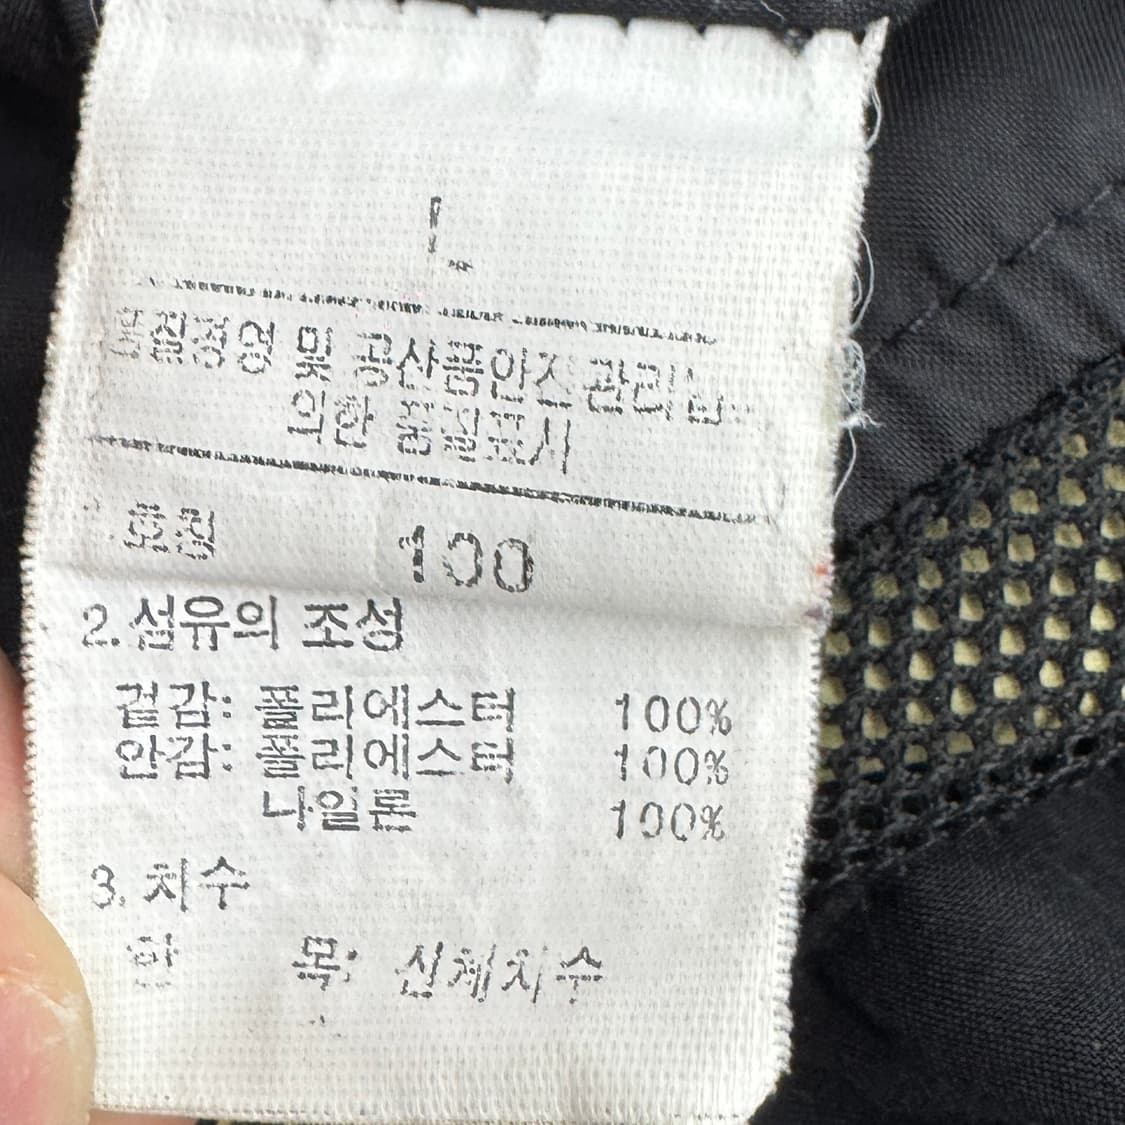 L
품질경영 및 공산품안전관리법
의한 품질표시
호칭 100
2. 섬유의 조성
겉감: 폴리에스터 100%
안감: 폴리에스터 100%
나일론 100%
3. 치수
항 목: 신체치수